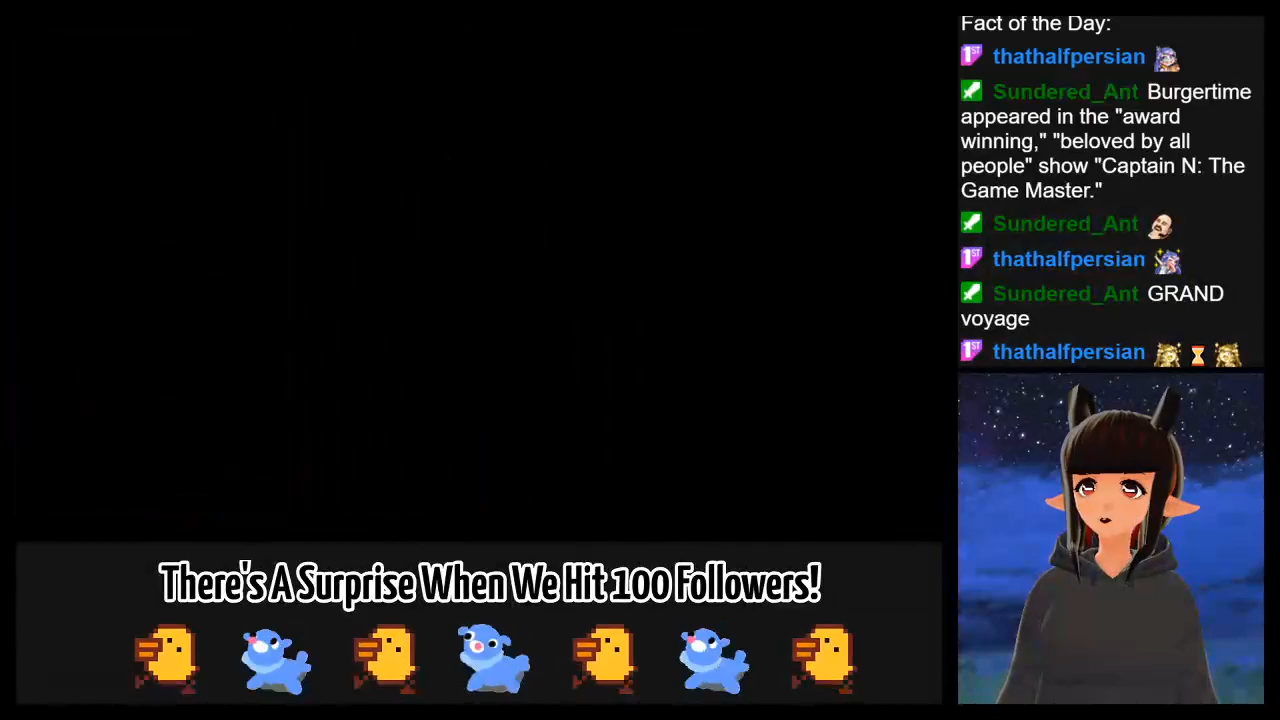 Fact of the Day:
thathalfpersian
Sundered_Ant Burgertime
appeared in the "award
winning," "beloved by all
people" show "Captain N: The
Game Master."
Sundered_Ant
thathalfpersian
Sundered_Ant GRAND
voyage
thathalfpersian
There's A Surprise When We Hit 100 Followers!